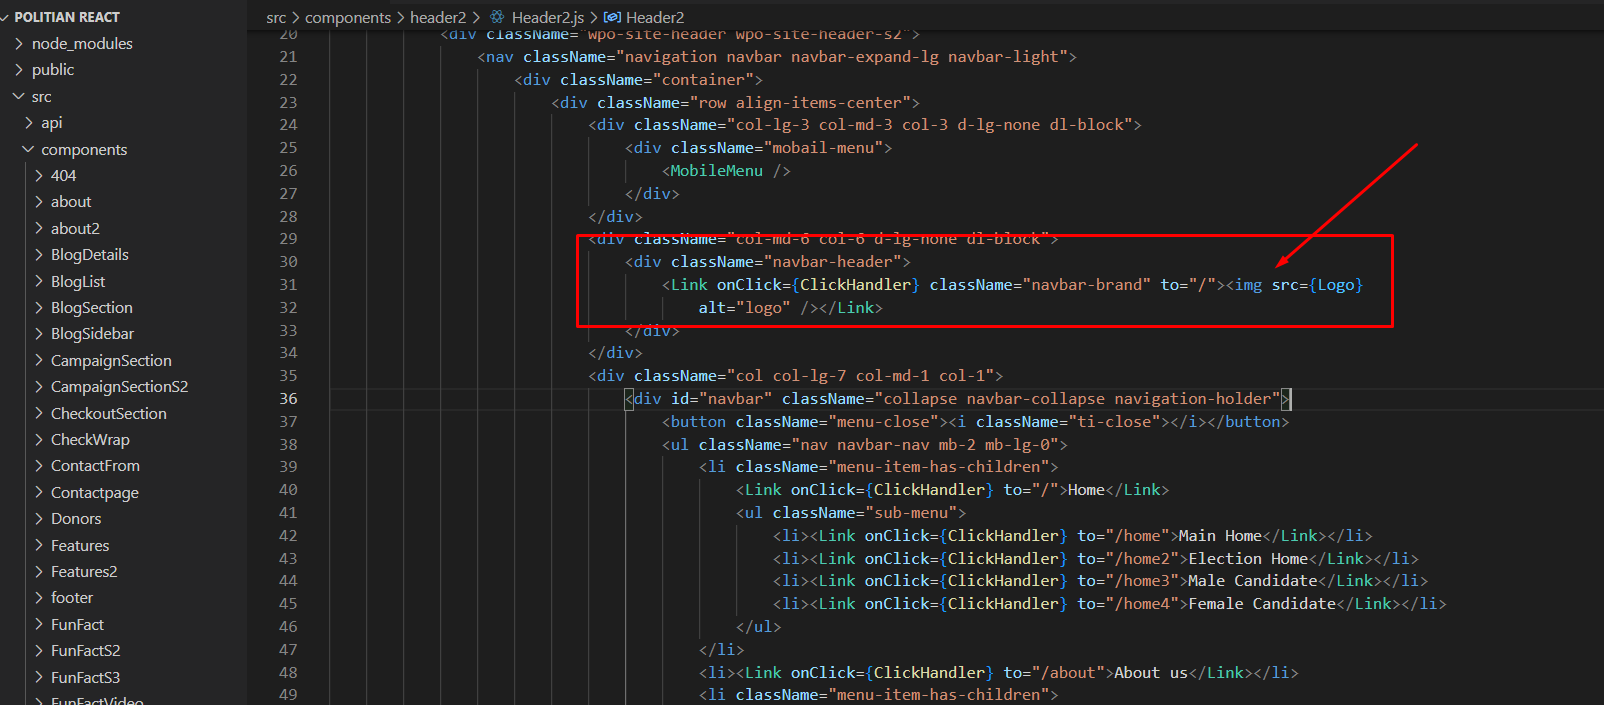 POLITIAN REACT
node_modules
public
src
api
components
404
about
about2
BlogDetails
BlogList
BlogSection
BlogSidebar
CampaignSection
CampaignSectionS2
CheckoutSection
CheckWrap
ContactFrom
Contactpage
Donors
Features
Features2
footer
FunFact
FunFactS2
FunFactS3
FunFactVideo
src > components > header2 > Header2.js > Header2
20 <div className="wpo-site-header wpo-site-header-s2">
21 <nav className="navigation navbar navbar-expand-lg navbar-light">
22 <div className="container">
23 <div className="row align-items-center">
24 <div className="col-lg-3 col-md-3 col-3 d-lg-none dl-block">
25 <div className="mobail-menu">
26 <MobileMenu />
27 </div>
28 </div>
29 <div className="col-md-6 col-6 d-lg-none dl-block">
30 <div className="navbar-header">
31 <Link onClick={ClickHandler} className="navbar-brand" to="/"><img src={Logo}
32 alt="logo" /></Link>
33 </div>
34 </div>
35 <div className="col col-lg-7 col-md-1 col-1">
36 <div id="navbar" className="collapse navbar-collapse navigation-holder">
37 <button className="menu-close"><i className="ti-close"></i></button>
38 <ul className="nav navbar-nav mb-2 mb-lg-0">
39 <li className="menu-item-has-children">
40 <Link onClick={ClickHandler} to="/">Home</Link>
41 <ul className="sub-menu">
42 <li><Link onClick={ClickHandler} to="/home">Main Home</Link></li>
43 <li><Link onClick={ClickHandler} to="/home2">Election Home</Link></li>
44 <li><Link onClick={ClickHandler} to="/home3">Male Candidate</Link></li>
45 <li><Link onClick={ClickHandler} to="/home4">Female Candidate</Link></li>
46 </ul>
47 </li>
48 <li><Link onClick={ClickHandler} to="/about">About us</Link></li>
49 <li className="menu-item-has-children">